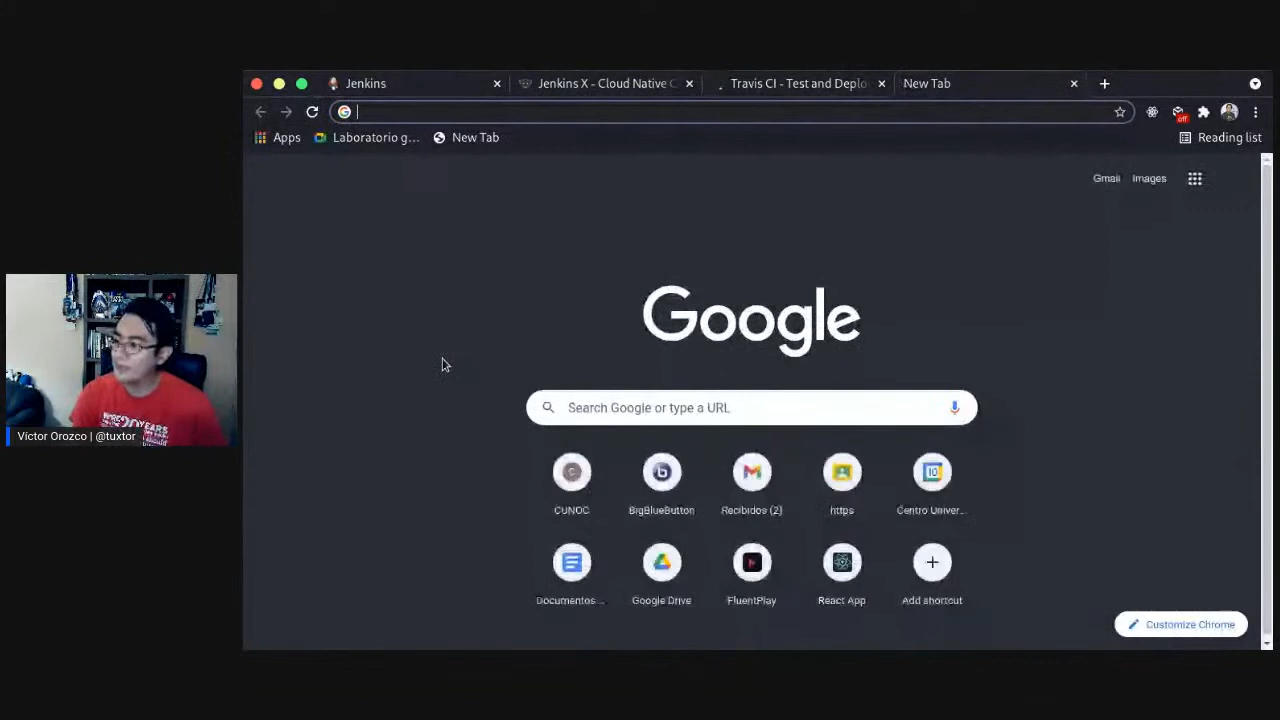 Jenkins
Jenkins X - Cloud Native C
Travis CI - Test and Deplo
New Tab
Apps
Laboratorio g...
New Tab
Reading list
off
Gmail
Images
Google
Search Google or type a URL
CUNOC
BigBlueButton
Recibidos (2)
https
Centro Univer...
Documentos ...
Google Drive
FluentPlay
React App
Add shortcut
Customize Chrome
Víctor Orozco | @tuxtor